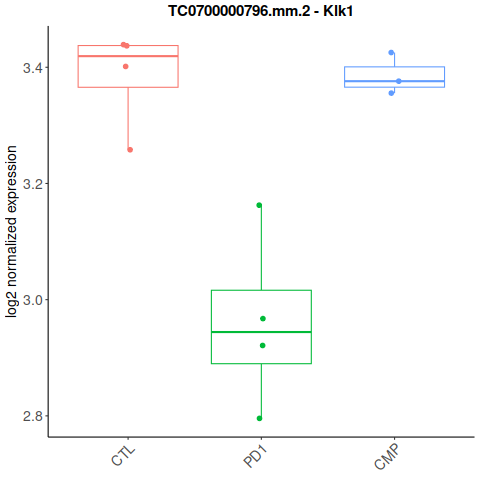 TC0700000796.mm.2 - Klk1
log2 normalized expression
3.4
3.2
3.0
2.8
CTL
PD1
CMP